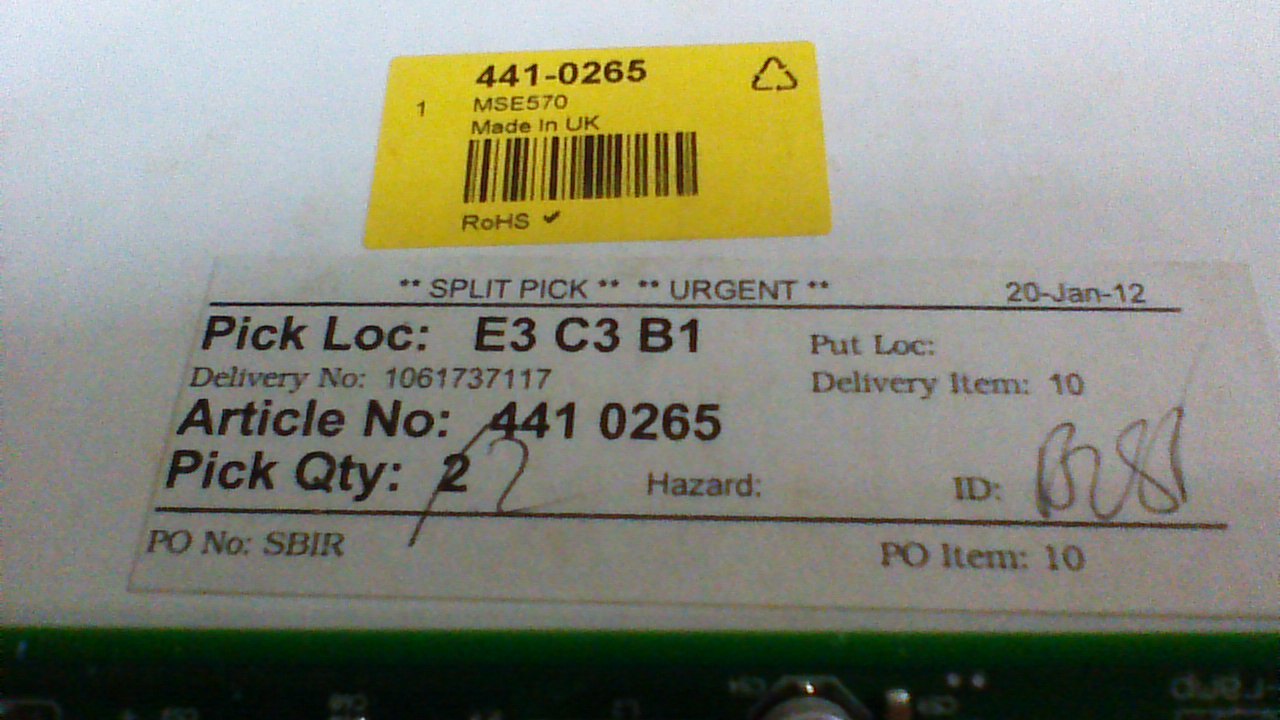 441-0265
1
MSE570
Made In UK
RoHS ✓
** SPLIT PICK ** ** URGENT ** 20-Jan-12
Pick Loc: E3 C3 B1 Put Loc:
Delivery No: 1061737117 Delivery Item: 10
Article No: 441 0265
Pick Qty: 2 2 Hazard: ID:
PO No: SBIR PO Item: 10